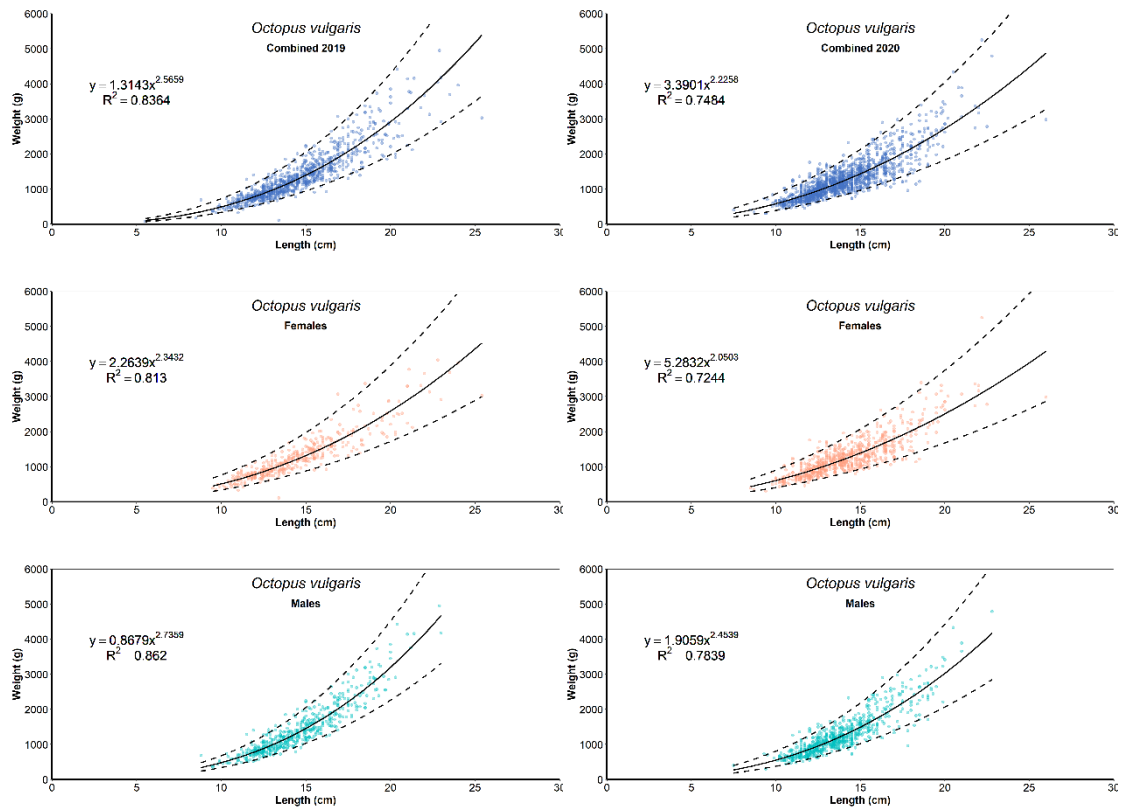 Octopus vulgaris
Combined 2019
y = 1.3143x^2.5659
R² = 0.8364
Weight (g)
6000
5000
4000
3000
2000
1000
0
0 5 10 15 20 25 30
Length (cm)
Octopus vulgaris
Combined 2020
y = 3.3901x^2.2258
R² = 0.7484
Weight (g)
6000
5000
4000
3000
2000
1000
0
0 5 10 15 20 25 30
Length (cm)
Octopus vulgaris
Females
y = 2.2639x^2.3432
R² = 0.813
Weight (g)
6000
5000
4000
3000
2000
1000
0
0 5 10 15 20 25 30
Length (cm)
Octopus vulgaris
Females
y = 5.2832x^2.0503
R² = 0.7244
Weight (g)
6000
5000
4000
3000
2000
1000
0
0 5 10 15 20 25 30
Length (cm)
Octopus vulgaris
Males
y = 0.8679x^2.7359
R² 0.862
Weight (g)
6000
5000
4000
3000
2000
1000
0
0 5 10 15 20 25 30
Length (cm)
Octopus vulgaris
Males
y = 1.9059x^2.4539
R² 0.7839
Weight (g)
6000
5000
4000
3000
2000
1000
0
0 5 10 15 20 25 30
Length (cm)